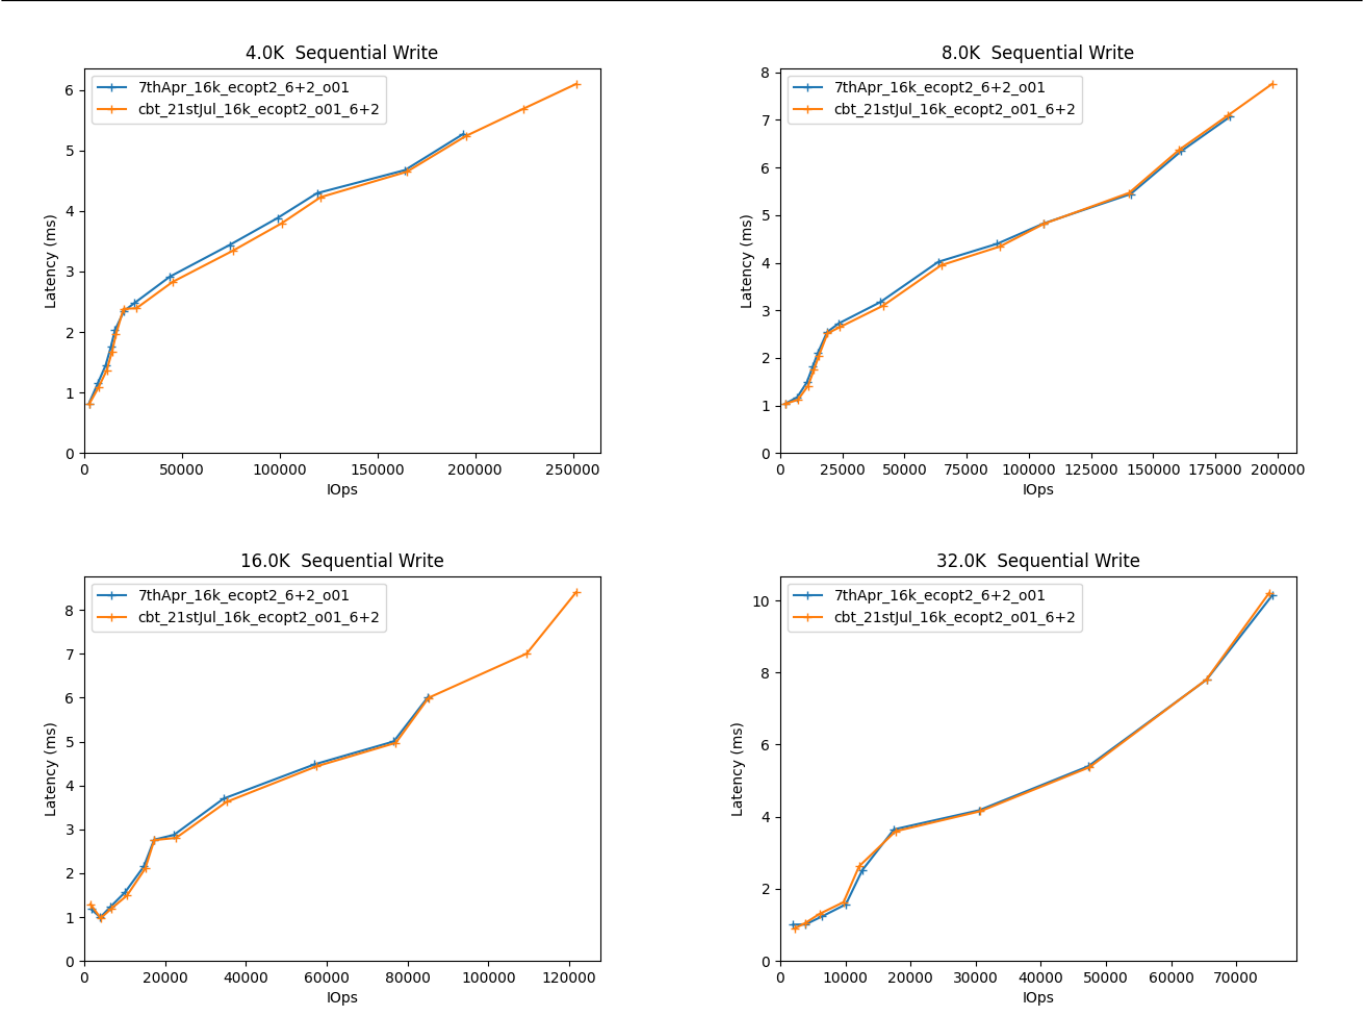 4.0K  Sequential Write
7thApr_16k_ecopt2_6+2_o01
cbt_21stJul_16k_ecopt2_o01_6+2
6
5
4
3
2
1
0
Latency (ms)
0 50000 100000 150000 200000 250000
IOps
8.0K  Sequential Write
7thApr_16k_ecopt2_6+2_o01
cbt_21stJul_16k_ecopt2_o01_6+2
8
7
6
5
4
3
2
1
0
Latency (ms)
0 25000 50000 75000 100000 125000 150000 175000 200000
IOps
16.0K  Sequential Write
7thApr_16k_ecopt2_6+2_o01
cbt_21stJul_16k_ecopt2_o01_6+2
8
7
6
5
4
3
2
1
0
Latency (ms)
0 20000 40000 60000 80000 100000 120000
IOps
32.0K  Sequential Write
7thApr_16k_ecopt2_6+2_o01
cbt_21stJul_16k_ecopt2_o01_6+2
10
8
6
4
2
0
Latency (ms)
0 10000 20000 30000 40000 50000 60000 70000
IOps